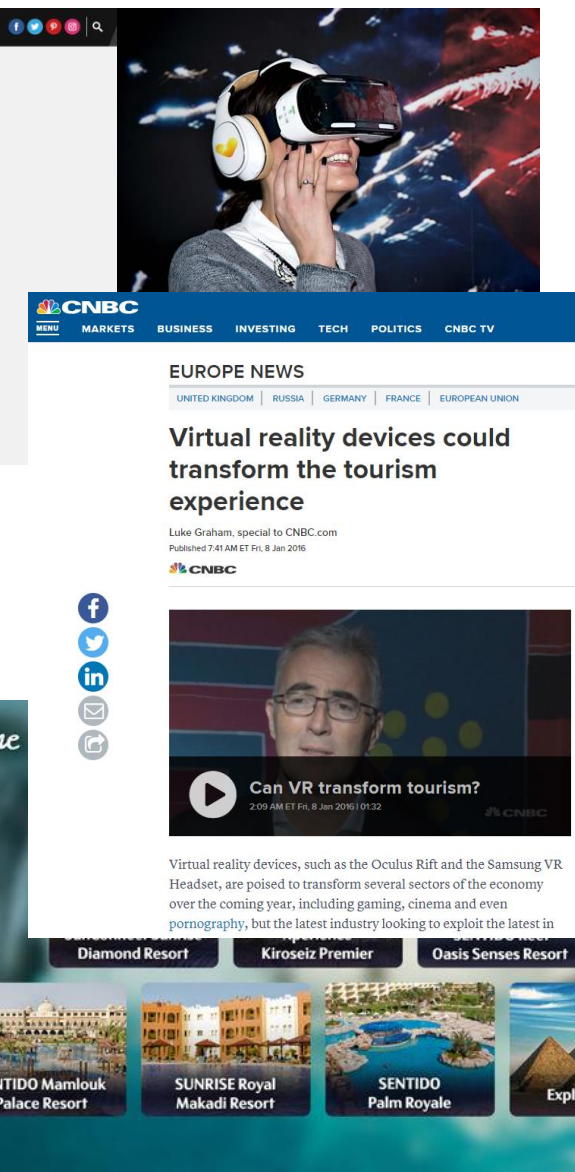 CNBC
MENU MARKETS BUSINESS INVESTING TECH POLITICS CNBC TV
EUROPE NEWS
UNITED KINGDOM | RUSSIA | GERMANY | FRANCE | EUROPEAN UNION
Virtual reality devices could
transform the tourism
experience
Luke Graham, special to CNBC.com
Published 7:41 AM ET Fri, 8 Jan 2016
CNBC
Can VR transform tourism?
2:09 AM ET Fri, 8 Jan 2016 | 01:32
CNBC
Virtual reality devices, such as the Oculus Rift and the Samsung VR
Headset, are poised to transform several sectors of the economy
over the coming year, including gaming, cinema and even
pornography, but the latest industry looking to exploit the latest in
Diamond Resort
Kiroseiz Premier
Oasis Senses Resort
NTIDO Mamlouk
Palace Resort
SUNRISE Royal
Makadi Resort
SENTIDO
Palm Royale
Expl